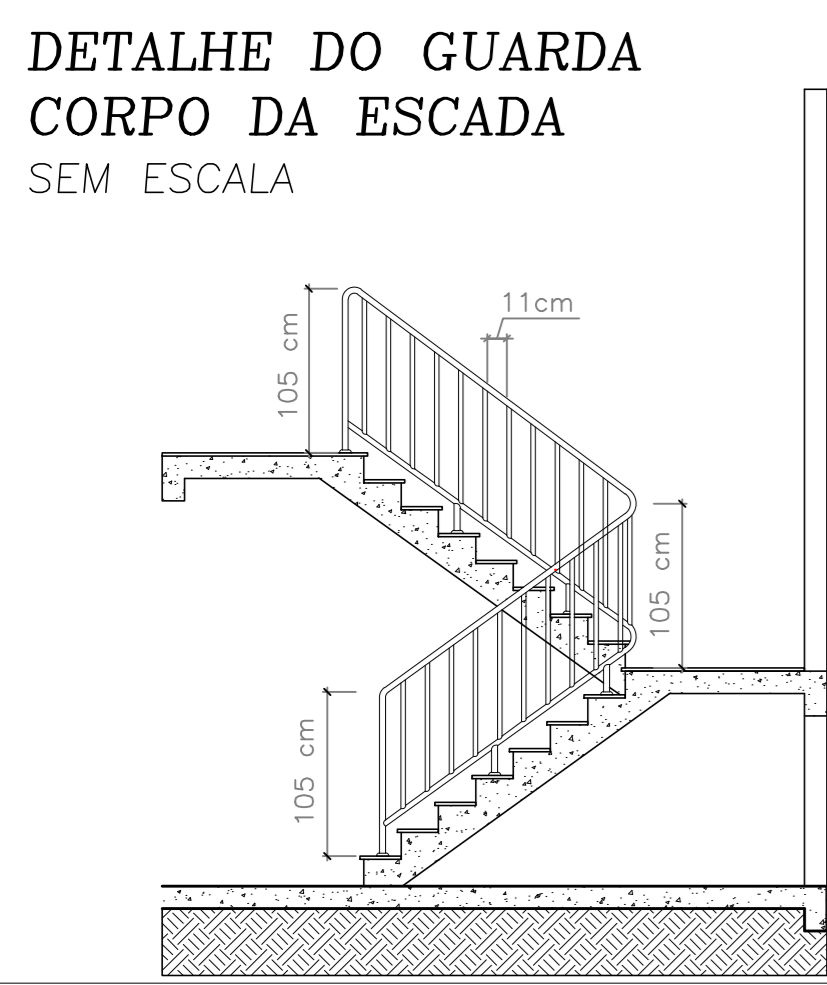 DETALHE DO GUARDA
CORPO DA ESCADA
SEM ESCALA
11cm
105 cm
105 cm
105 cm